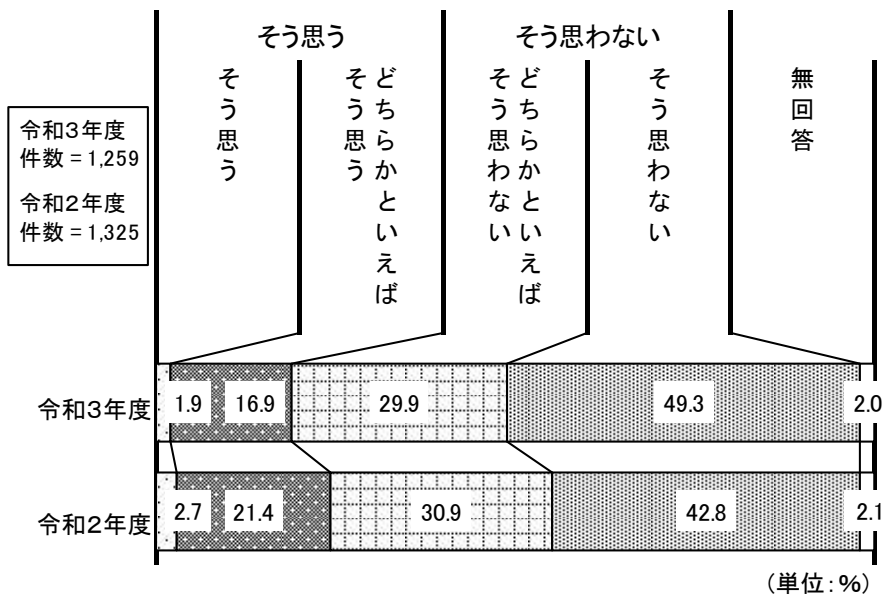 そう思う
そう思わない
そう思う
どちらかといえば
そう思う
どちらかといえば
そう思わない
そう思わない
無回答
令和3年度
件数 = 1,259
令和2年度
件数 = 1,325
令和3年度 1.9 16.9 29.9 49.3 2.0
令和2年度 2.7 21.4 30.9 42.8 2.1
(単位:%)